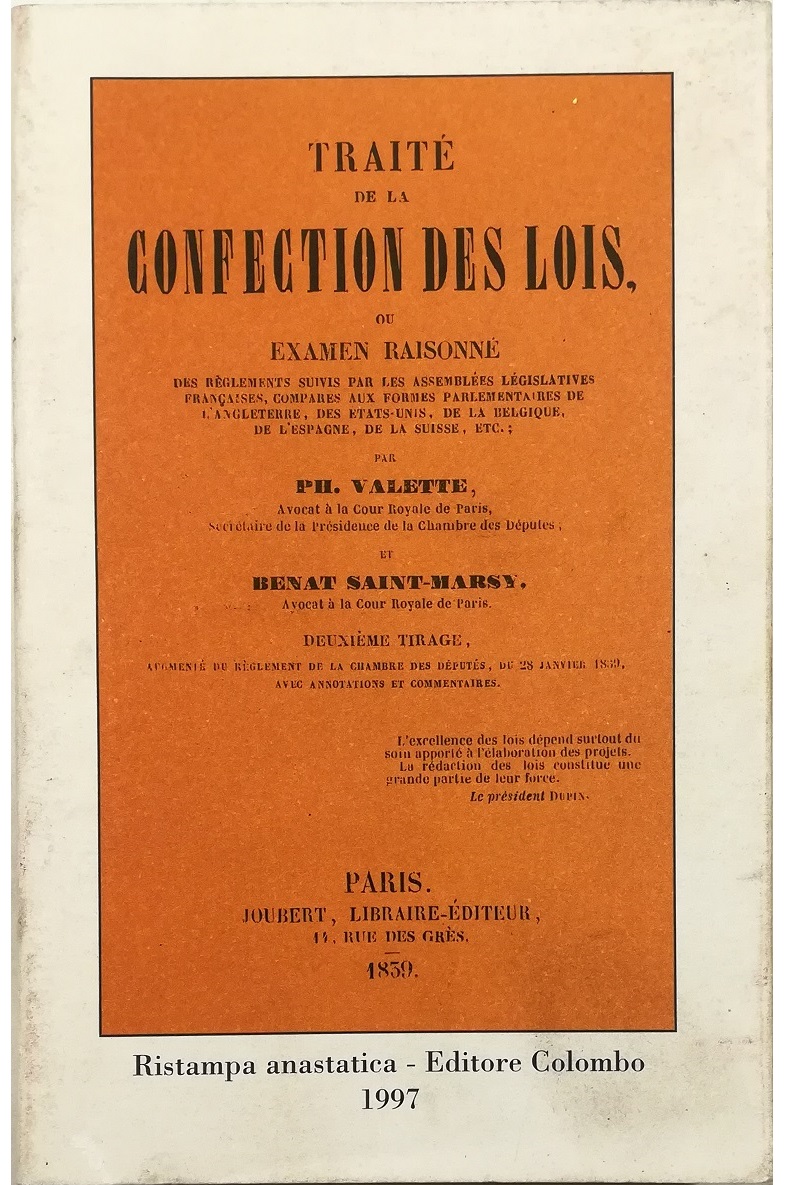 TRAITÉ
DE LA
CONFECTION DES LOIS,
OU
EXAMEN RAISONNÉ
DES RÈGLEMENTS SUIVIS PAR LES ASSEMBLÉES LÉGISLATIVES
FRANÇAISES, COMPARES AUX FORMES PARLEMENTAIRES DE
L'ANGLETERRE, DES ETATS-UNIS, DE LA BELGIQUE,
DE L'ESPAGNE, DE LA SUISSE, ETC.;
PAR
PH. VALETTE,
Avocat à la Cour Royale de Paris,
Secrétaire de la Présidence de la Chambre des Députes;
ET
BENAT SAINT-MARSY.
Avocat à la Cour Royale de Paris.
DEUXIÈME TIRAGE,
AUGMENTÉ DU RÈGLEMENT DE LA CHAMBRE DES DÉPUTÉS, DU 28 JANVIER 1839,
AVEC ANNOTATIONS ET COMMENTAIRES.
L'excellence des lois dépend surtout du
soin apporté à l'élaboration des projets.
La rédaction des lois constitue une
grande partie de leur force.
Le président DUPIN.
PARIS.
JOUBERT, LIBRAIRE-ÉDITEUR,
14, RUE DES GRÈS.
1839.
Ristampa anastatica - Editore Colombo
1997